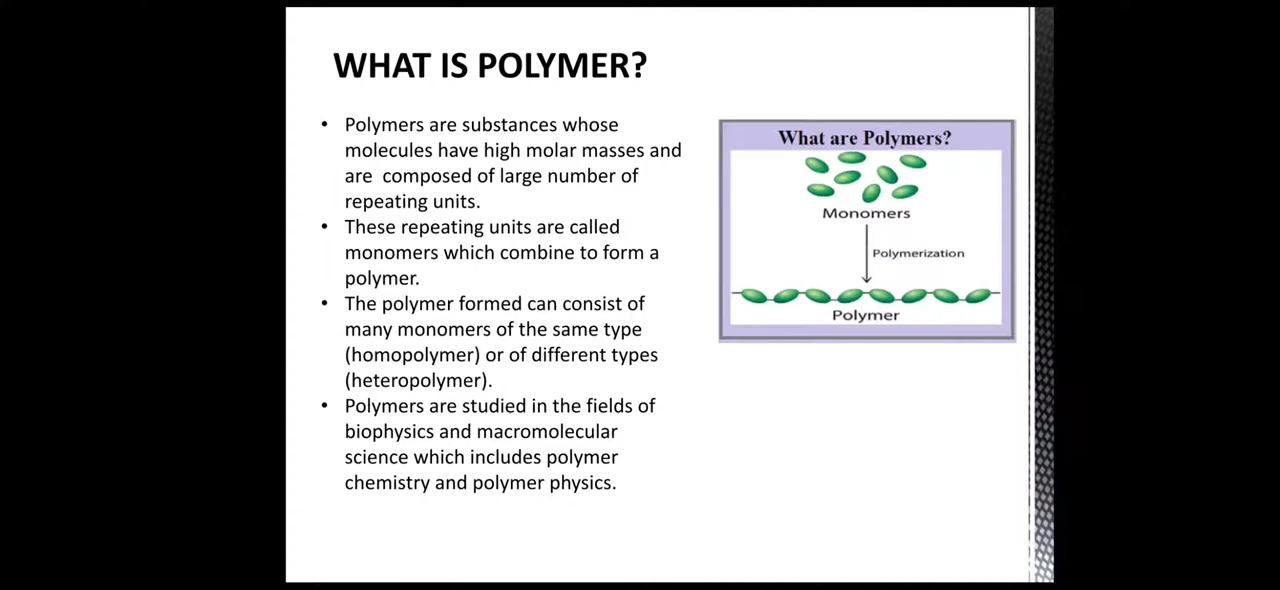 WHAT IS POLYMER?
• Polymers are substances whose
molecules have high molar masses and
are composed of large number of
repeating units.
• These repeating units are called
monomers which combine to form a
polymer.
• The polymer formed can consist of
many monomers of the same type
(homopolymer) or of different types
(heteropolymer).
• Polymers are studied in the fields of
biophysics and macromolecular
science which includes polymer
chemistry and polymer physics.
What are Polymers?
Monomers
Polymerization
Polymer